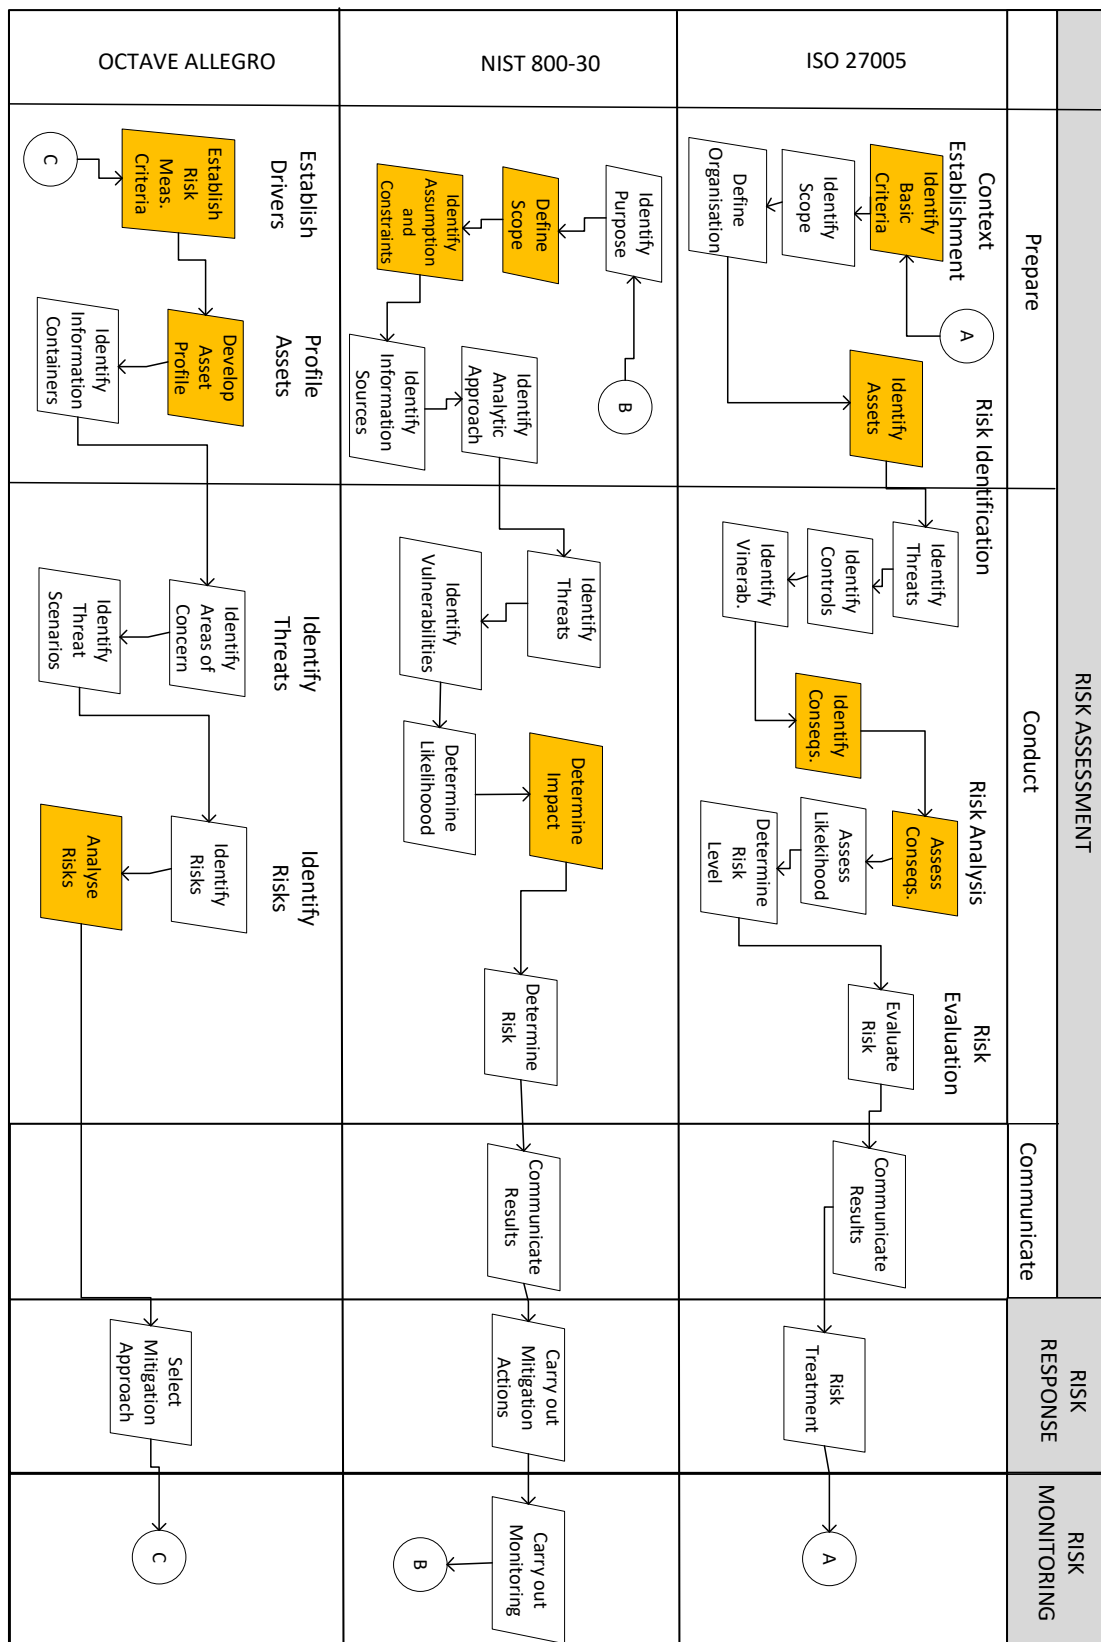 RISK ASSESSMENT
RISK
RESPONSE
RISK
MONITORING
Prepare
Conduct
Communicate
ISO 27005
Context
Establishment
Identify
Basic
Criteria
Identify
Scope
Define
Organisation
A
Risk Identification
Identify
Assets
Identify
Threats
Identify
Controls
Identify
Vinerab.
Identify
Conseqs.
Risk Analysis
Assess
Conseqs.
Assess
Likekihood
Determine
Risk
Level
Risk
Evaluation
Evaluate
Risk
Communicate
Results
Risk
Treatment
A
NIST 800-30
Identify
Purpose
Define
Scope
Identify
Assumption
and
Constraints
B
Identify
Analytic
Approach
Identify
Information
Sources
Identify
Threats
Identify
Vulnerabilities
Determine
Impact
Determine
Likelihoood
Determine
Risk
Communicate
Results
Carry out
Mitigation
Actions
Carry out
Monitoring
B
OCTAVE ALLEGRO
Establish
Drivers
Establish
Risk
Meas.
Criteria
C
Profile
Assets
Develop
Asset
Profile
Identify
Information
Containers
Identify
Threats
Identify
Areas of
Concern
Identify
Threat
Scenarios
Identify
Risks
Identify
Risks
Analyse
Risks
Select
Mitigation
Approach
C